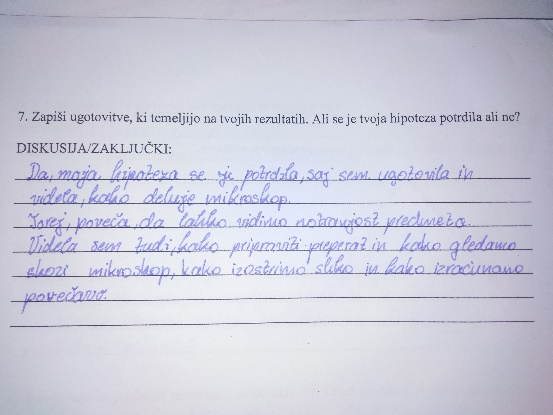 7. Zapiši ugotovitve, ki temeljijo na tvojih rezultatih. Ali se je tvoja hipoteza potrdila ali ne?
DISKUSIJA/ZAKLJUČKI:
Da, moja hipoteza se je potrdila, saj sem ugotovila in
videla, kako deluje mikroskop.
Torej, poveča, da lahko vidimo notranjost predmeta.
Videla sem tudi, kako pripraviti preparat in kako gledamo
skozi mikroskop, kako izostrimo sliko in kako izračunamo
povečavo.